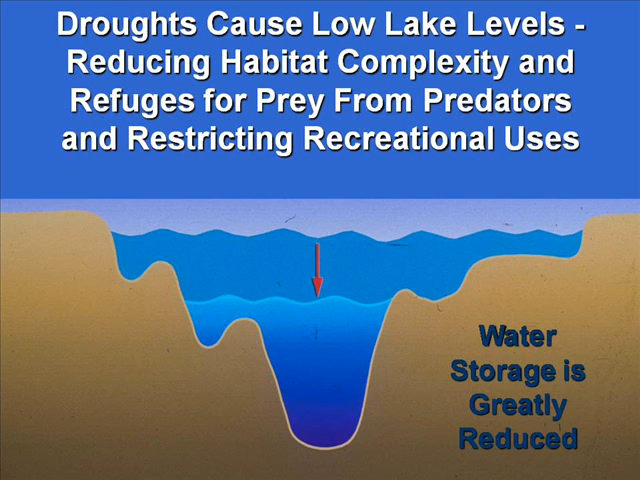 Droughts Cause Low Lake Levels -
Reducing Habitat Complexity and
Refuges for Prey From Predators
and Restricting Recreational Uses
Water
Storage is
Greatly
Reduced